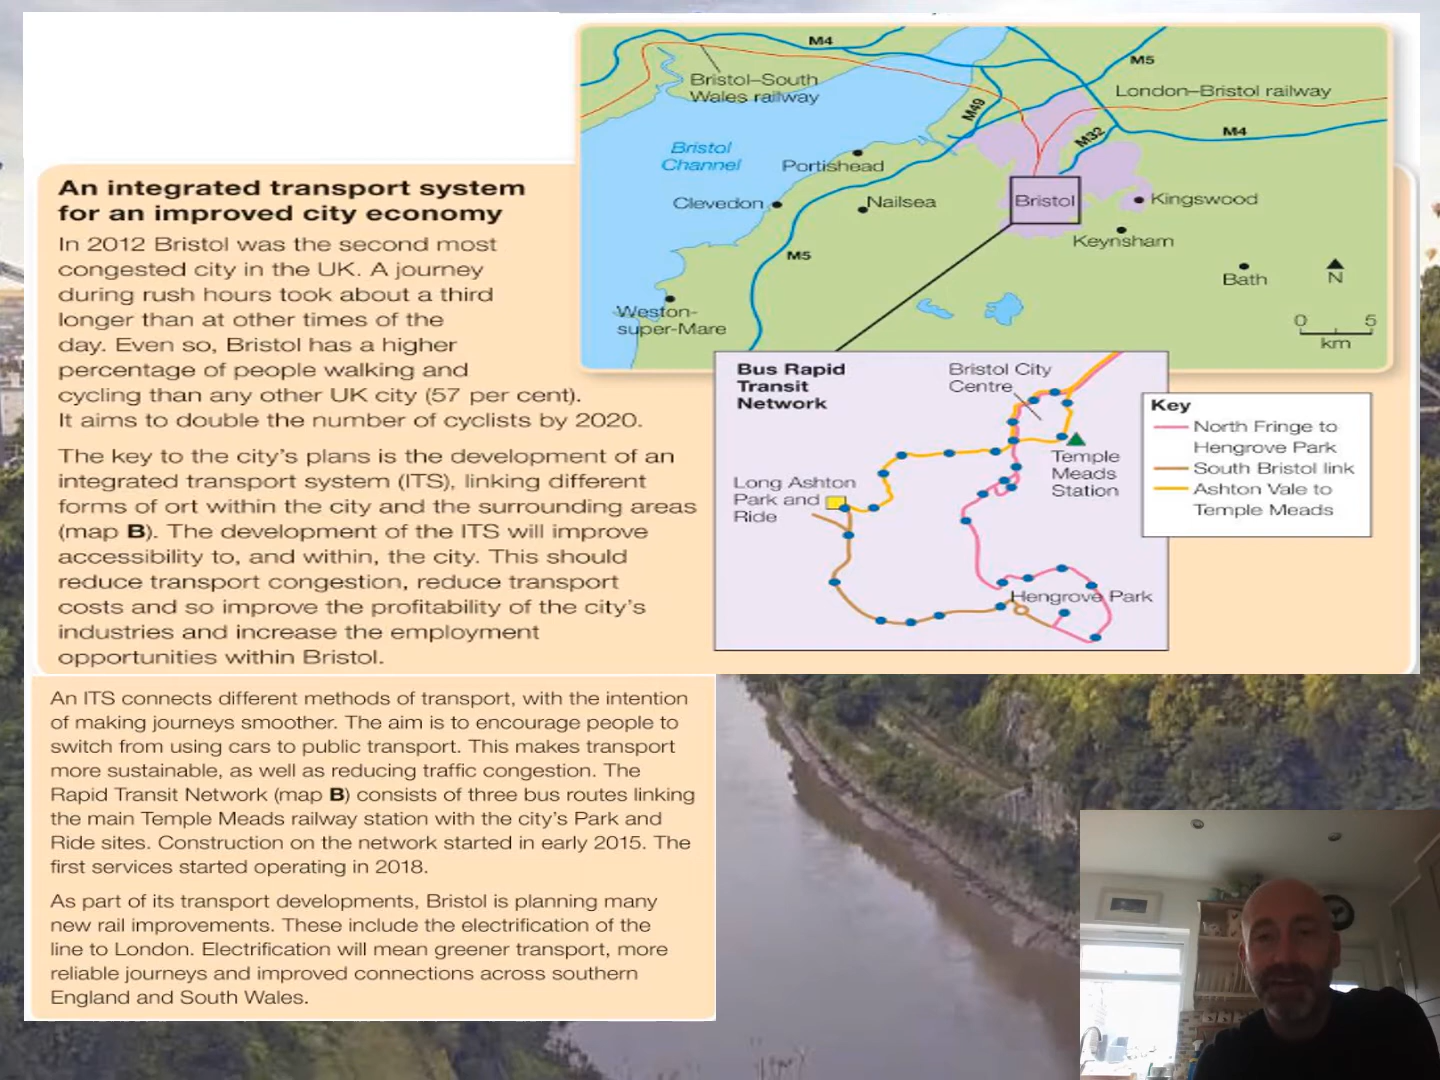 An integrated transport system
for an improved city economy
In 2012 Bristol was the second most
congested city in the UK. A journey
during rush hours took about a third
longer than at other times of the
day. Even so, Bristol has a higher
percentage of people walking and
cycling than any other UK city (57 per cent).
It aims to double the number of cyclists by 2020.
The key to the city's plans is the development of an
integrated transport system (ITS), linking different
forms of ort within the city and the surrounding areas
(map B). The development of the ITS will improve
accessibility to, and within, the city. This should
reduce transport congestion, reduce transport
costs and so improve the profitability of the city's
industries and increase the employment
opportunities within Bristol.
An ITS connects different methods of transport, with the intention
of making journeys smoother. The aim is to encourage people to
switch from using cars to public transport. This makes transport
more sustainable, as well as reducing traffic congestion. The
Rapid Transit Network (map B) consists of three bus routes linking
the main Temple Meads railway station with the city's Park and
Ride sites. Construction on the network started in early 2015. The
first services started operating in 2018.
As part of its transport developments, Bristol is planning many
new rail improvements. These include the electrification of the
line to London. Electrification will mean greener transport, more
reliable journeys and improved connections across southern
England and South Wales.
M4
M5
Bristol–South
Wales railway
London–Bristol railway
M49
M32
M4
Bristol
Channel
Portishead
Clevedon
Nailsea
Bristol
Kingswood
Keynsham
M5
Bath
N
Weston-
super-Mare
0 5
km
Bus Rapid
Transit
Network
Bristol City
Centre
Temple
Meads
Station
Long Ashton
Park and
Ride
Hengrove Park
Key
North Fringe to
Hengrove Park
South Bristol link
Ashton Vale to
Temple Meads